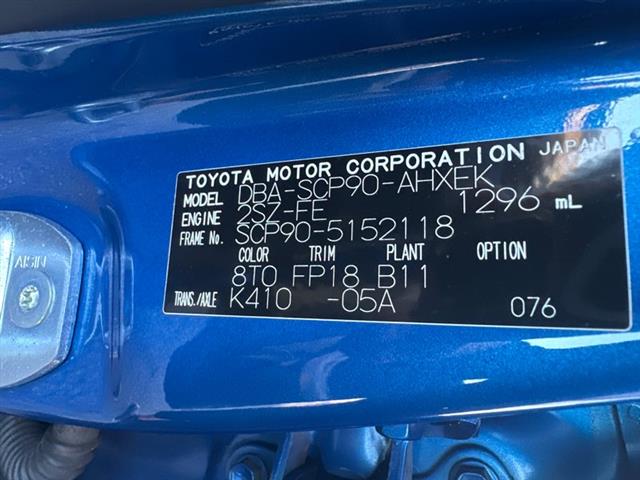 TOYOTA MOTOR CORPORATION JAPAN
MODEL DBA-SCP90-AHXEK
ENGINE 2SZ-FE 1296 mL
FRAME No. SCP90-5152118
COLOR TRIM PLANT OPTION
8T0 FP18 B11
TRANS./AXLE K410 -05A 076
AISIN